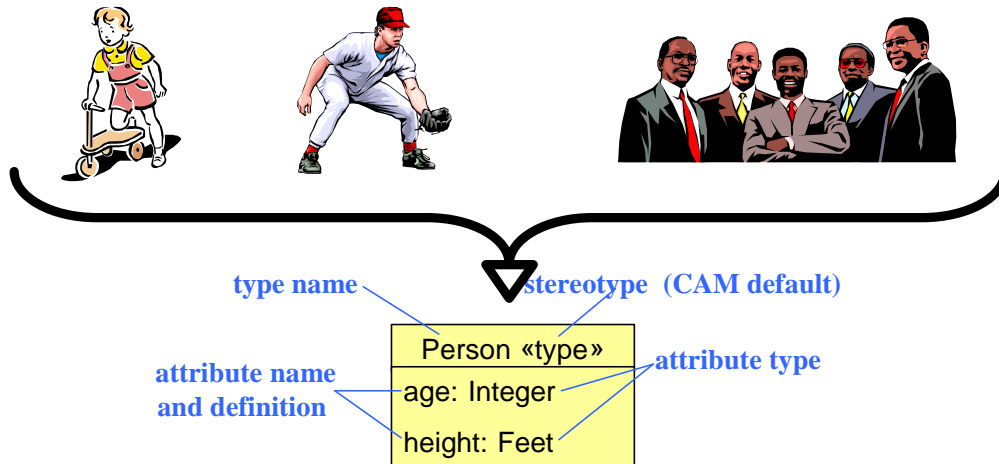 type name
stereotype (CAM default)
Person «type»
attribute name
and definition
age: Integer
attribute type
height: Feet